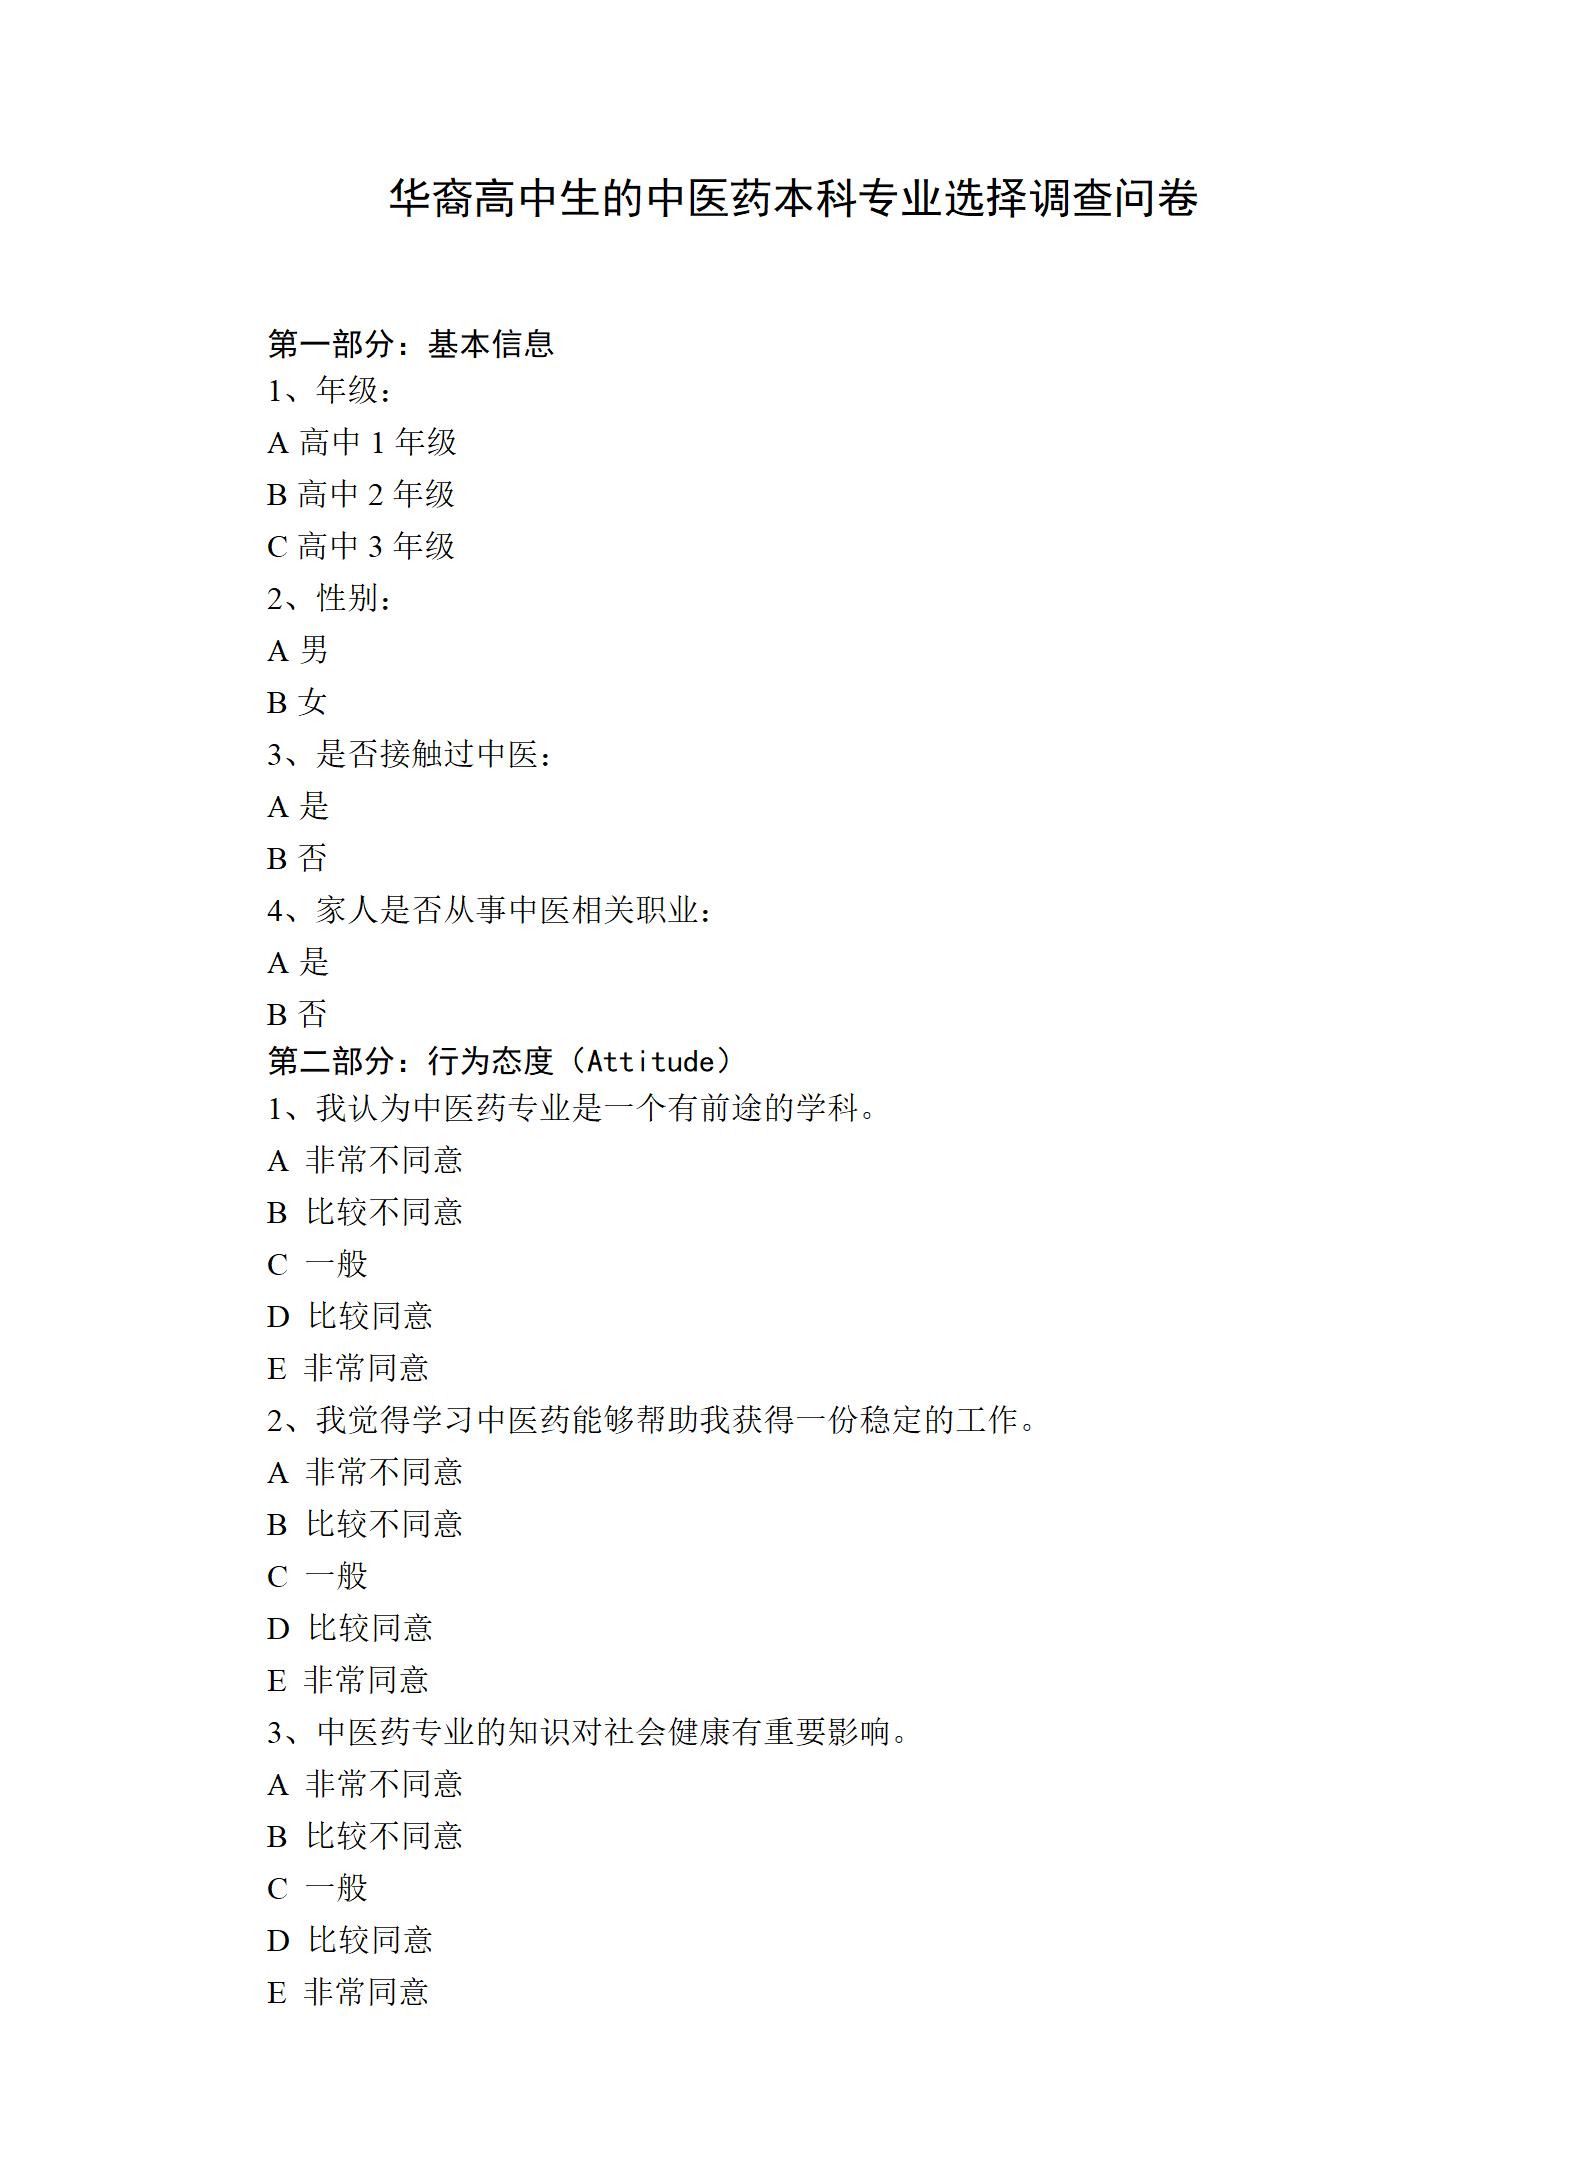 华裔高中生的中医药本科专业选择调查问卷
第一部分：基本信息
1、年级：
A 高中 1 年级
B 高中 2 年级
C 高中 3 年级
2、性别：
A 男
B 女
3、是否接触过中医：
A 是
B 否
4、家人是否从事中医相关职业：
A 是
B 否
第二部分：行为态度（Attitude）
1、我认为中医药专业是一个有前途的学科。
A 非常不同意
B 比较不同意
C 一般
D 比较同意
E 非常同意
2、我觉得学习中医药能够帮助我获得一份稳定的工作。
A 非常不同意
B 比较不同意
C 一般
D 比较同意
E 非常同意
3、中医药专业的知识对社会健康有重要影响。
A 非常不同意
B 比较不同意
C 一般
D 比较同意
E 非常同意